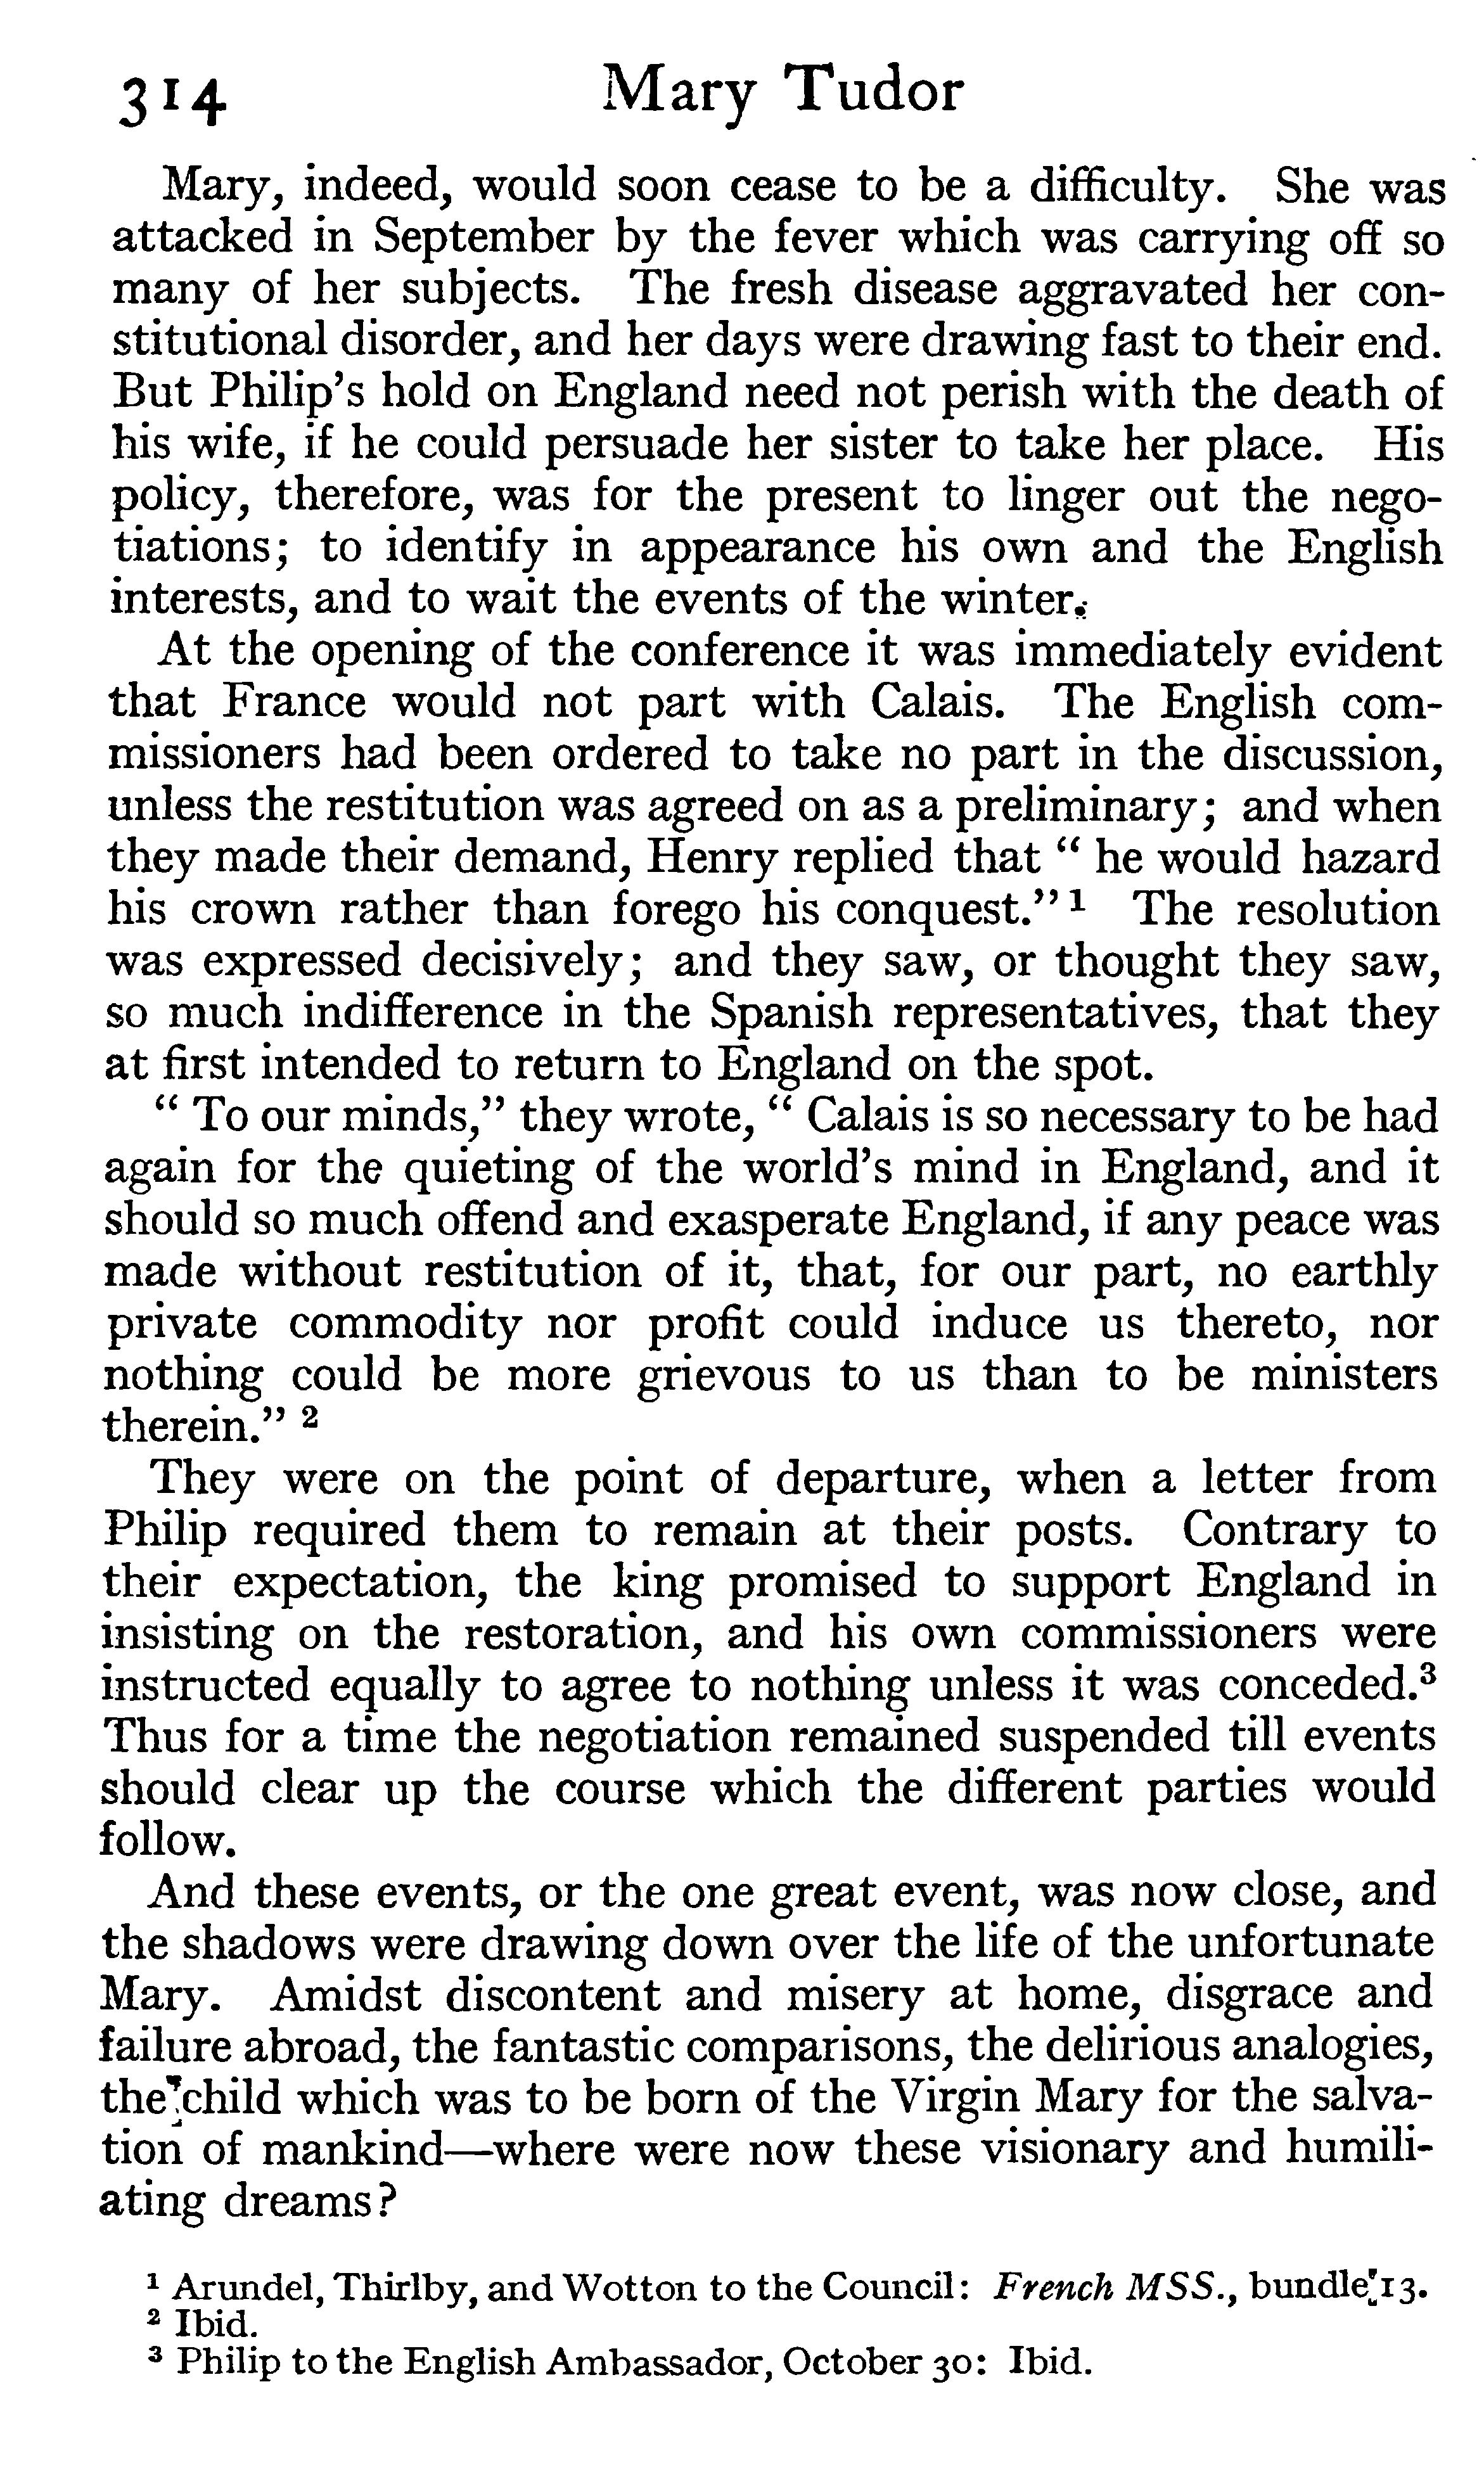 314 Mary Tudor
Mary, indeed, would soon cease to be a difficulty. She was
attacked in September by the fever which was carrying off so
many of her subjects. The fresh disease aggravated her con-
stitutional disorder, and her days were drawing fast to their end.
But Philip's hold on England need not perish with the death of
his wife, if he could persuade her sister to take her place. His
policy, therefore, was for the present to linger out the nego-
tiations; to identify in appearance his own and the English
interests, and to wait the events of the winter.
At the opening of the conference it was immediately evident
that France would not part with Calais. The English com-
missioners had been ordered to take no part in the discussion,
unless the restitution was agreed on as a preliminary; and when
they made their demand, Henry replied that " he would hazard
his crown rather than forego his conquest." 1 The resolution
was expressed decisively; and they saw, or thought they saw,
so much indifference in the Spanish representatives, that they
at first intended to return to England on the spot.
" To our minds," they wrote, " Calais is so necessary to be had
again for the quieting of the world's mind in England, and it
should so much offend and exasperate England, if any peace was
made without restitution of it, that, for our part, no earthly
private commodity nor profit could induce us thereto, nor
nothing could be more grievous to us than to be ministers
therein." 2
They were on the point of departure, when a letter from
Philip required them to remain at their posts. Contrary to
their expectation, the king promised to support England in
insisting on the restoration, and his own commissioners were
instructed equally to agree to nothing unless it was conceded.3
Thus for a time the negotiation remained suspended till events
should clear up the course which the different parties would
follow.
And these events, or the one great event, was now close, and
the shadows were drawing down over the life of the unfortunate
Mary. Amidst discontent and misery at home, disgrace and
failure abroad, the fantastic comparisons, the delirious analogies,
the child which was to be born of the Virgin Mary for the salva-
tion of mankind—where were now these visionary and humili-
ating dreams?
1 Arundel, Thirlby, and Wotton to the Council: French MSS., bundle 13.
2 Ibid.
3 Philip to the English Ambassador, October 30: Ibid.